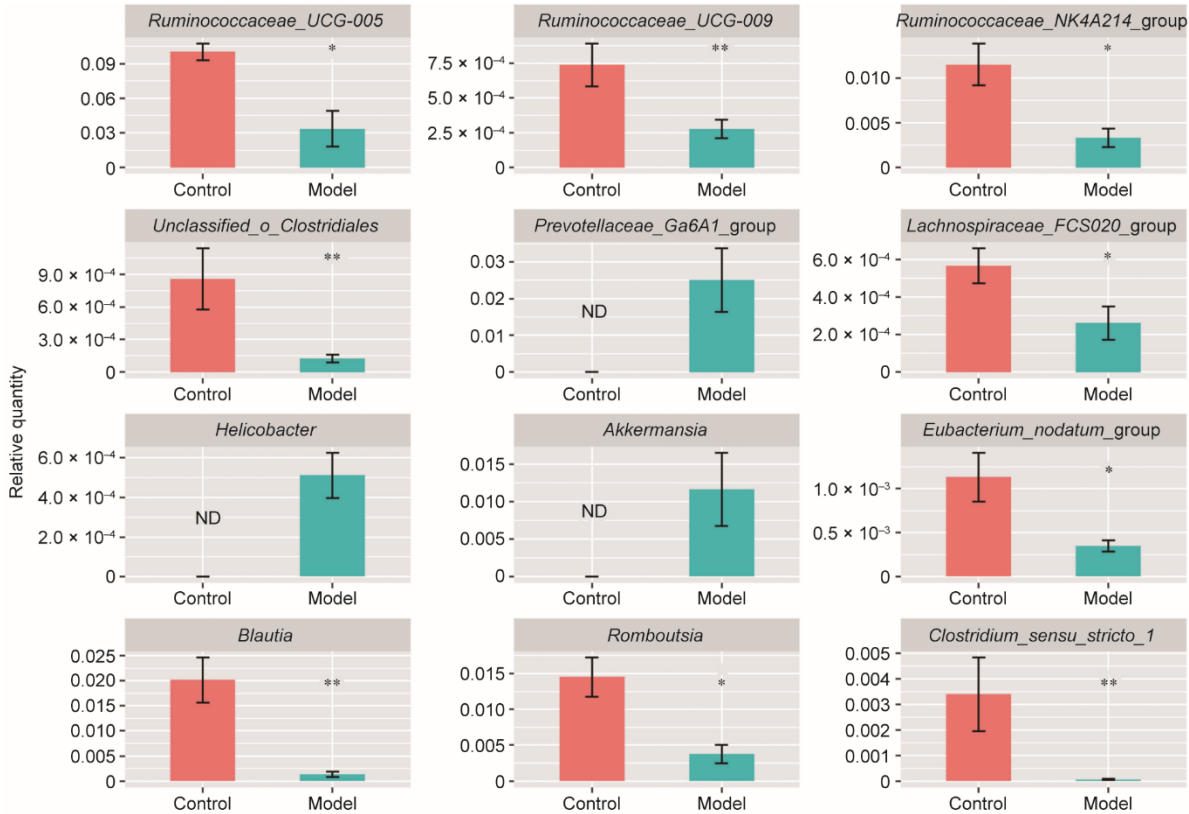 Relative quantity
Ruminococcaceae_UCG-005
*
0.09
0.06
0.03
0
Control Model
Ruminococcaceae_UCG-009
**
7.5 × 10⁻⁴
5.0 × 10⁻⁴
2.5 × 10⁻⁴
0
Control Model
Ruminococcaceae_NK4A214_group
*
0.010
0.005
0
Control Model
Unclassified_o_Clostridiales
**
9.0 × 10⁻⁴
6.0 × 10⁻⁴
3.0 × 10⁻⁴
0
Control Model
Prevotellaceae_Ga6A1_group
0.03
0.02
ND
0.01
0
Control Model
Lachnospiraceae_FCS020_group
*
6.0 × 10⁻⁴
4.0 × 10⁻⁴
2.0 × 10⁻⁴
0
Control Model
Helicobacter
6.0 × 10⁻⁴
4.0 × 10⁻⁴
ND
2.0 × 10⁻⁴
0
Control Model
Akkermansia
0.015
0.010
ND
0.005
0
Control Model
Eubacterium_nodatum_group
*
1.0 × 10⁻³
0.5 × 10⁻³
0
Control Model
Blautia
0.025
**
0.020
0.015
0.010
0.005
0
Control Model
Romboutsia
0.015
*
0.010
0.005
0
Control Model
Clostridium_sensu_stricto_1
0.005
**
0.004
0.003
0.002
0.001
0
Control Model